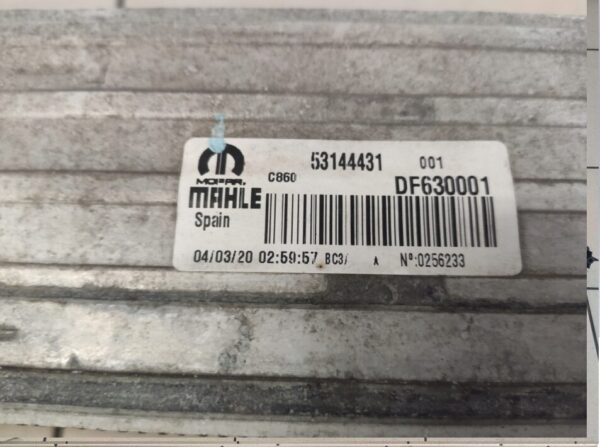 53144431 001
MOPAR. C860 DF630001
MAHLE
Spain
04/03/20 02:59:57 BC3/ A Nº:0256233